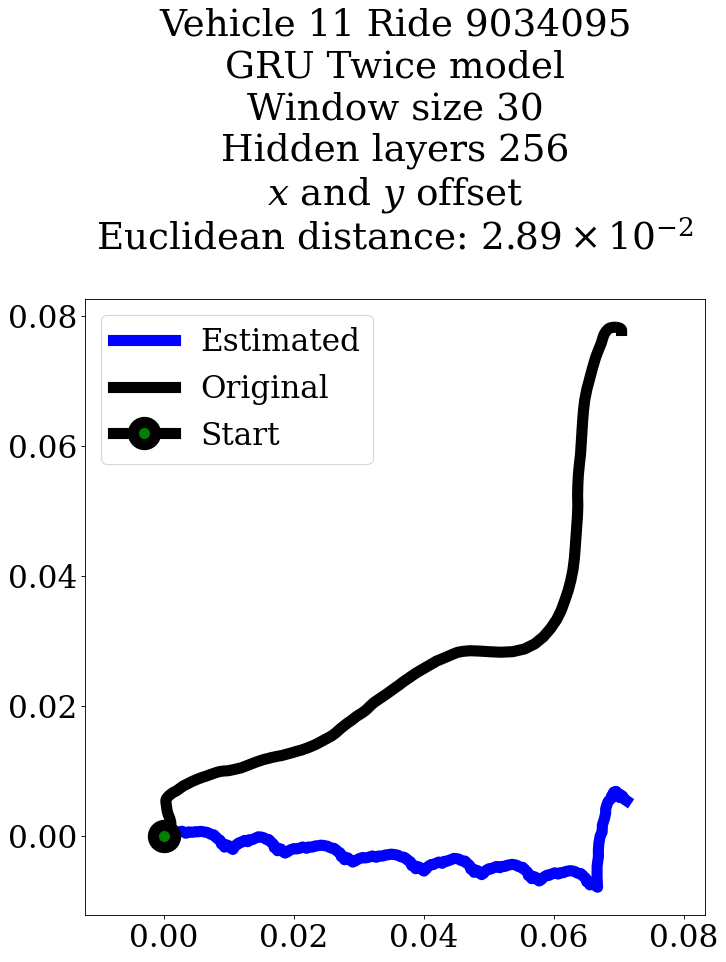 Vehicle 11 Ride 9034095
GRU Twice model
Window size 30
Hidden layers 256
x and y offset
Euclidean distance: 2.89 × 10⁻²
Estimated
Original
Start
0.08
0.06
0.04
0.02
0.00
0.00 0.02 0.04 0.06 0.08